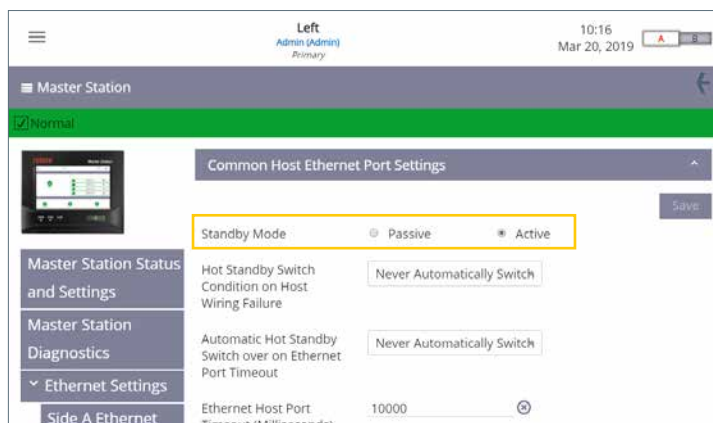 Left
Admin (Admin)
Primary
10:16
Mar 20, 2019
A
B
Master Station
Normal
Common Host Ethernet Port Settings
Save
Standby Mode
Passive
Active
Master Station Status
and Settings
Hot Standby Switch
Condition on Host
Wiring Failure
Never Automatically Switch
Master Station
Diagnostics
Automatic Hot Standby
Switch over on Ethernet
Port Timeout
Never Automatically Switch
Ethernet Settings
Side A Ethernet
Ethernet Host Port
Timeout (Milliseconds)
10000